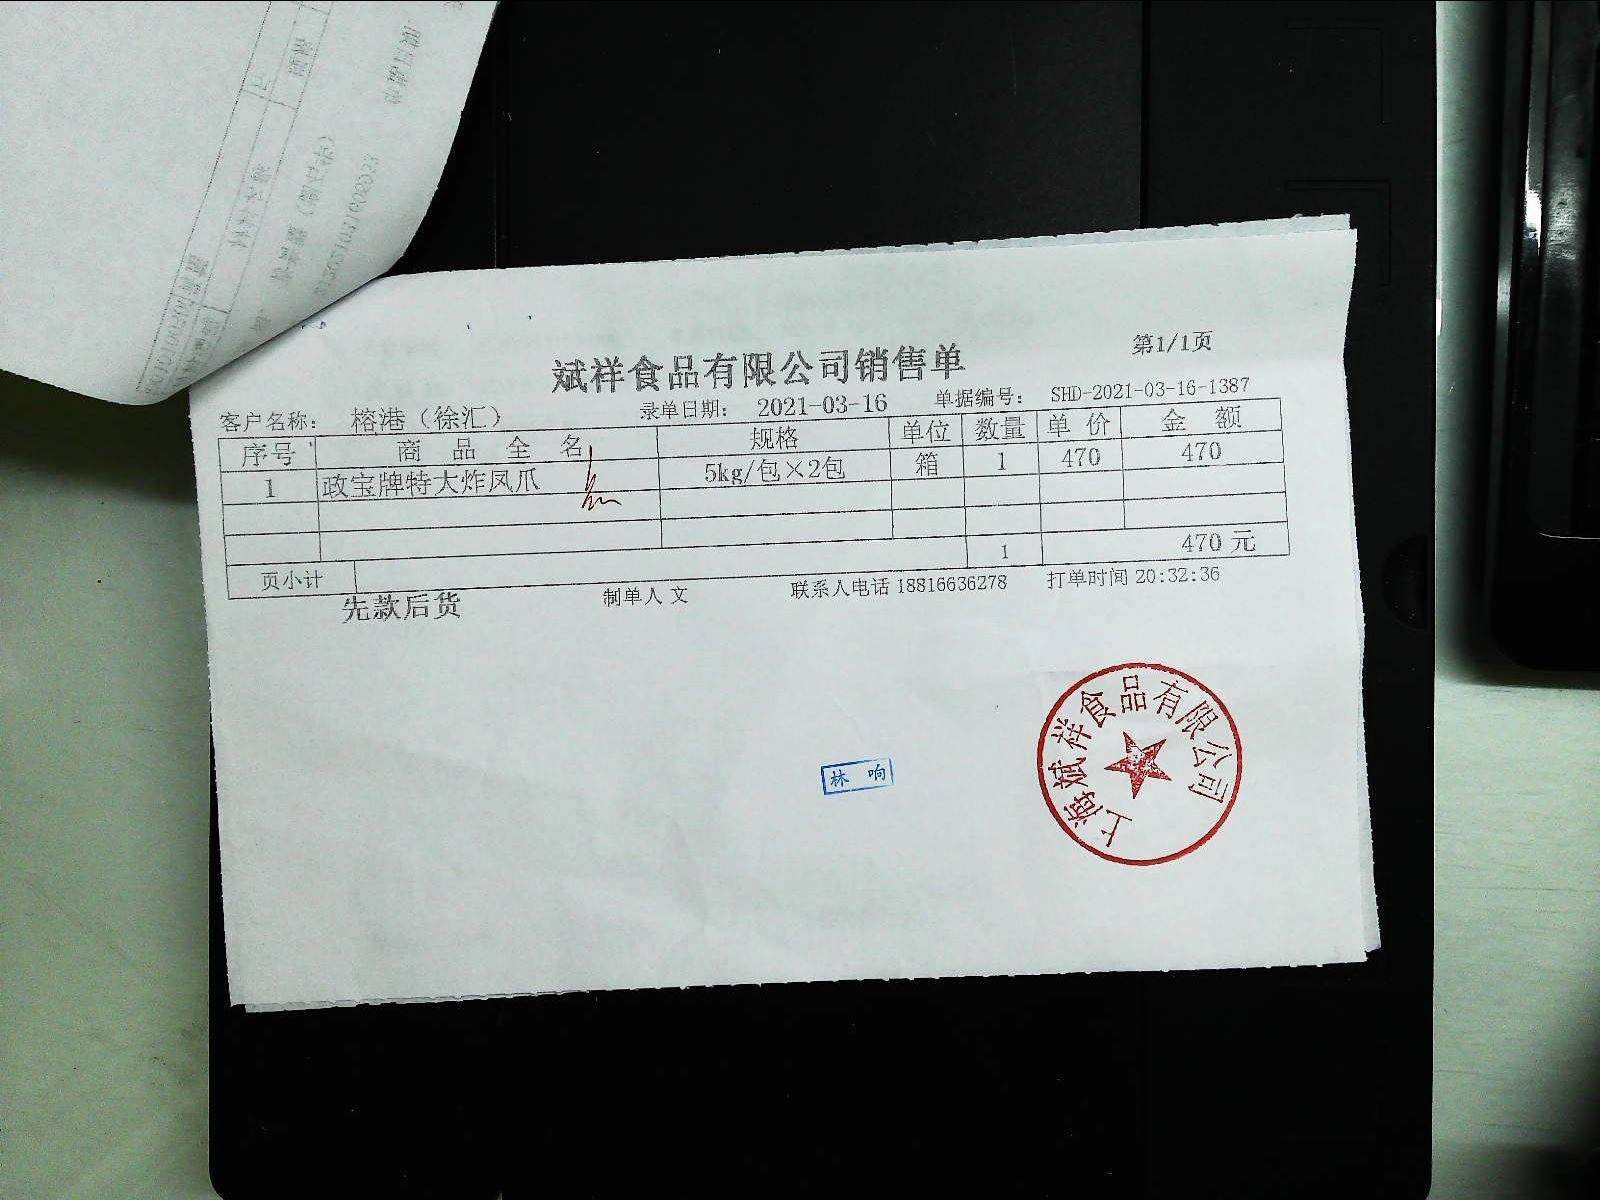 第1/1页
斌祥食品有限公司销售单
客户名称： 榕港（徐汇） 录单日期： 2021-03-16 单据编号： SHD-2021-03-16-1387
序号 商品全名 规格 单位 数量 单价 金额
1 政宝牌特大炸凤爪 5kg/包×2包 箱 1 470 470
页小计 1 470 元
先款后货 制单人 文 联系人电话 18816636278 打单时间 20:32:36
林响
上海斌祥食品有限公司